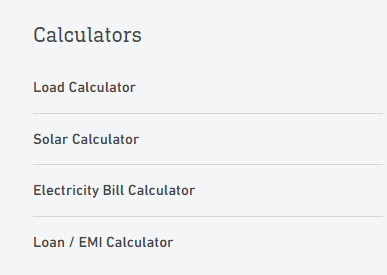 Calculators
Load Calculator
Solar Calculator
Electricity Bill Calculator
Loan / EMI Calculator